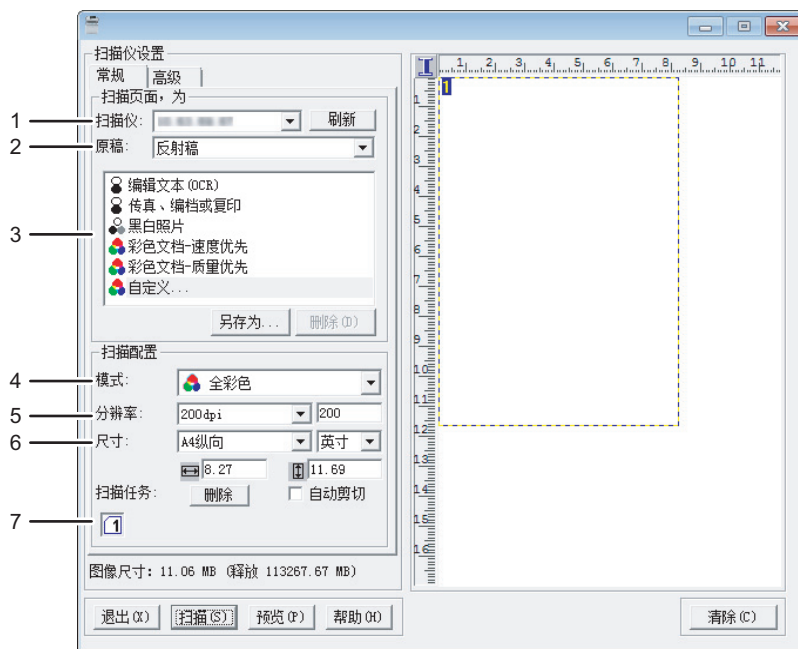 扫描仪设置
常规 高级
扫描页面，为
1 扫描仪: 刷新
2 原稿: 反射稿
3
编辑文本(OCR)
传真、编档或复印
黑白照片
彩色文档-速度优先
彩色文档-质量优先
自定义...
另存为... 删除(D)
扫描配置
4 模式: 全彩色
5 分辨率: 200dpi 200
6 尺寸: A4纵向 英寸
8.27 11.69
扫描任务: 删除 自动剪切
7 1
图像尺寸: 11.06 MB (释放 113267.67 MB)
退出(X) 扫描(S) 预览(P) 帮助(H)
1 2 3 4 5 6 7 8 9 10 11
1
1
2
3
4
5
6
7
8
9
10
11
12
13
14
15
16
清除(C)